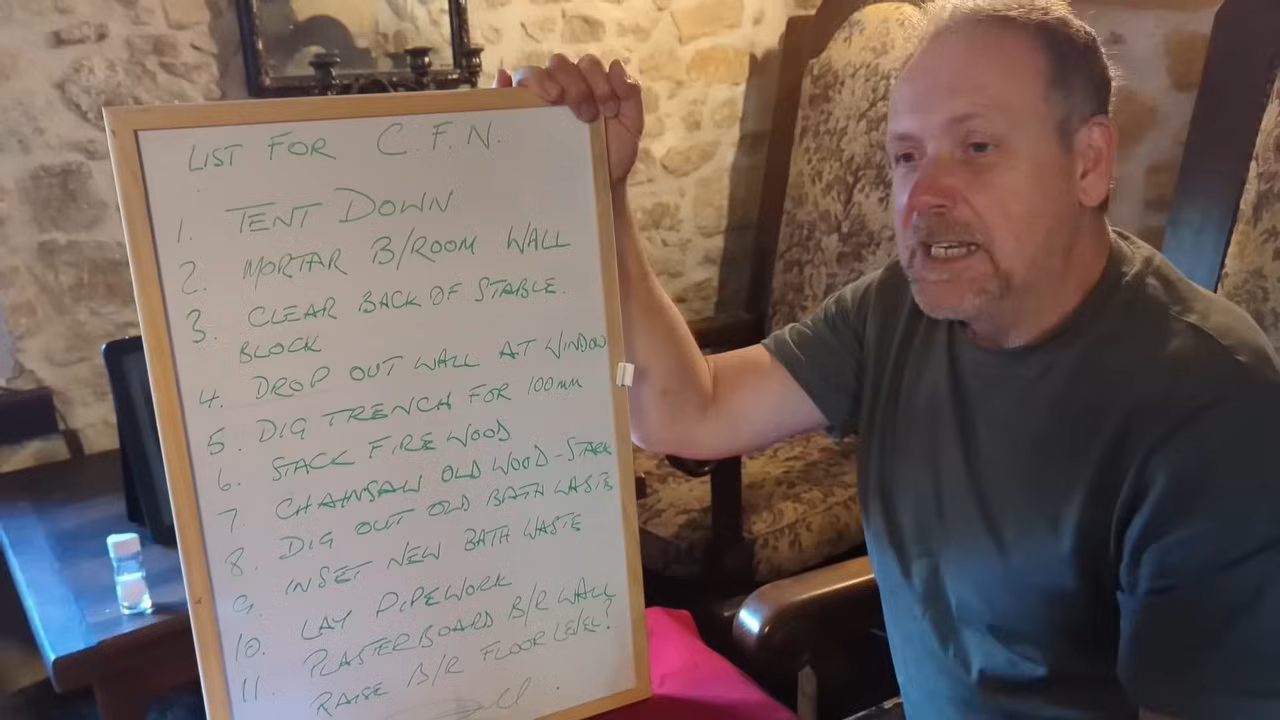 LIST FOR C.F.N.
1. TENT DOWN
2. MORTAR B/ROOM WALL
3. CLEAR BACK OF STABLE.
BLOCK
4. DROP OUT WALL AT WINDOW
5. DIG TRENCH FOR 100mm
6. STACK FIRE WOOD
7. CHAINSAW OLD WOOD - STACK
8. DIG OUT OLD BATH WASTE
9. INSET NEW BATH WASTE
10. LAY PIPEWORK
11. PLASTERBOARD B/R WALL
RAISE B/R FLOOR LEVEL?